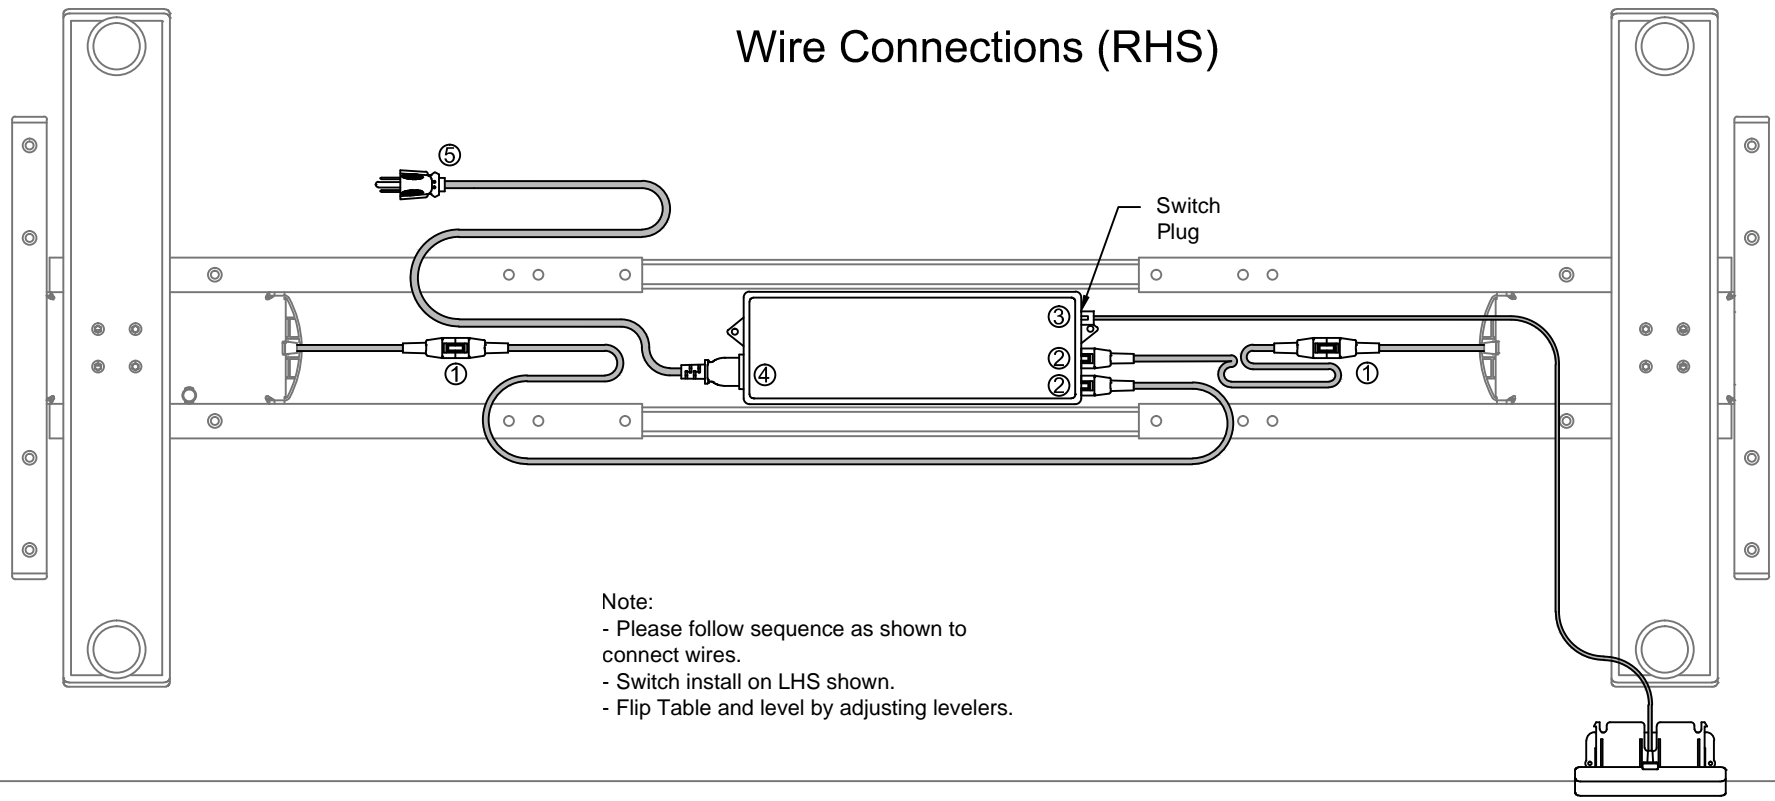 Wire Connections (RHS)
⑤
Switch
Plug
③
②
④
①
①
②
Note:
- Please follow sequence as shown to
connect wires.
- Switch install on LHS shown.
- Flip Table and level by adjusting levelers.